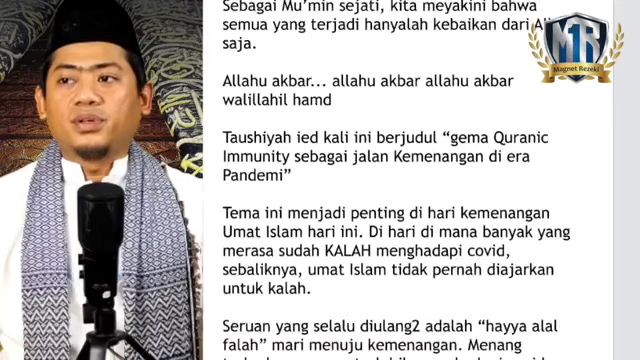 Sebagai Mu’min sejati, kita meyakini bahwa
semua yang terjadi hanyalah kebaikan dari
saja.
Allahu akbar... allahu akbar allahu akbar
walillahil hamd
Taushiyah ied kali ini berjudul “gema Quranic
Immunity sebagai jalan Kemenangan di era
Pandemi”
Tema ini menjadi penting di hari kemenangan
Umat Islam hari ini. Di hari di mana banyak yang
merasa sudah KALAH menghadapi covid,
sebaliknya, umat Islam tidak pernah diajarkan
untuk kalah.
Seruan yang selalu diulang2 adalah “hayya alal
falah” mari menuju kemenangan. Menang
M1R
Magnet Rezeki